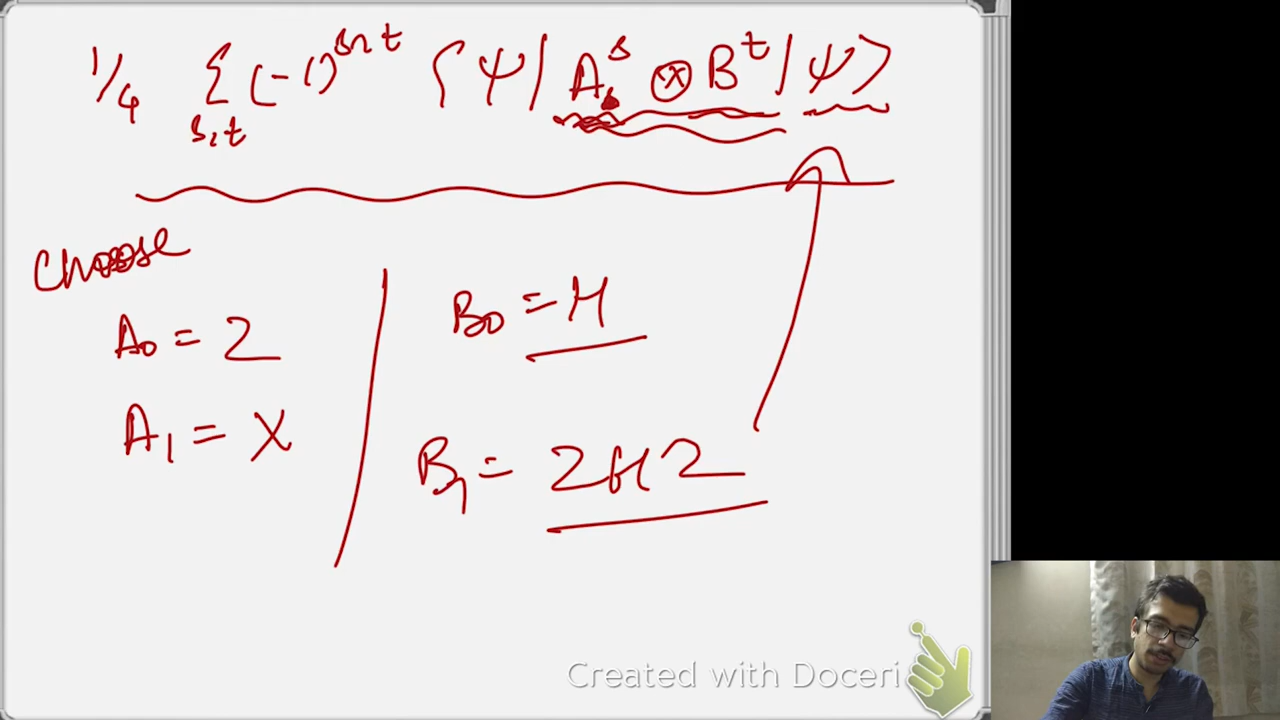 1/4 Σ (-1)^{s∧t} ⟨ψ| A^s ⊗ B^t |ψ⟩
s,t
Choose
A₀ = Z
B₀ = H
A₁ = X
B₁ = ZHZ
Created with Doceri